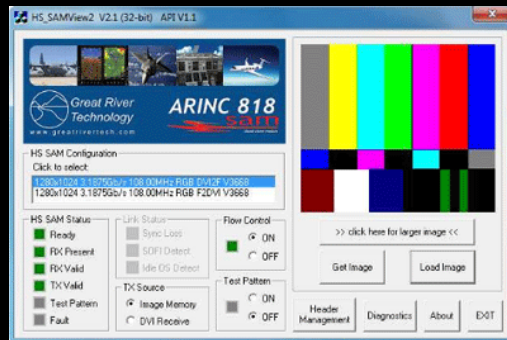 HS_SAMView2 V2.1 (32-bit) API V1.1
Great River
Technology
www.greatrivertech.com
ARINC 818
sam
HS SAM Configuration
Click to select:
1280x1024 3.1875Gb/s 108.00MHz RGB DVI2F V3668
1280x1024 3.1875Gb/s 108.00MHz RGB F2DVI V3668
HS SAM Status
Ready
RX Present
RX Valid
TX Valid
Test Pattern
Fault
Link Status
Sync Loss
SOFI Detect
Idle OS Detect
TX Source
Image Memory
DVI Receive
Flow Control
ON
OFF
Test Pattern
ON
OFF
>> click here for larger image <<
Get Image
Load Image
Header
Management
Diagnostics
About
EXIT